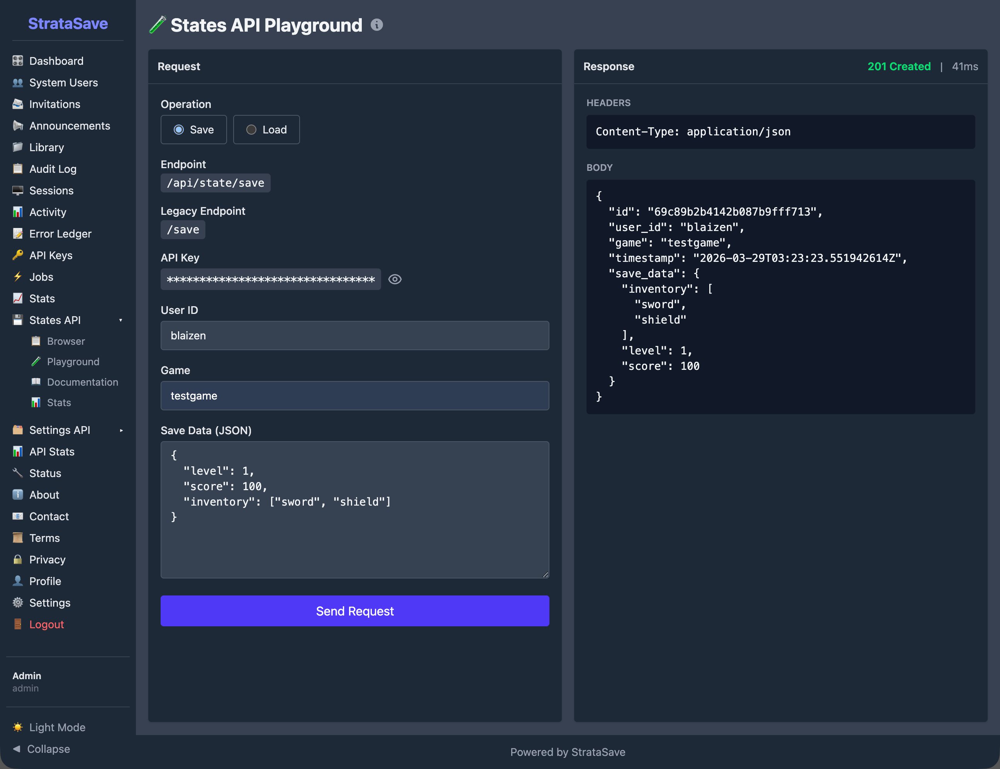 StrataSave
Dashboard
System Users
Invitations
Announcements
Library
Audit Log
Sessions
Activity
Error Ledger
API Keys
Jobs
Stats
States API
Browser
Playground
Documentation
Stats
Settings API
API Stats
Status
About
Contact
Terms
Privacy
Profile
Settings
Logout
Admin
admin
Light Mode
Collapse
States API Playground
Request
Operation
Save Load
Endpoint
/api/state/save
Legacy Endpoint
/save
API Key
********************************
User ID
blaizen
Game
testgame
Save Data (JSON)
{
  "level": 1,
  "score": 100,
  "inventory": ["sword", "shield"]
}
Send Request
Response 201 Created | 41ms
HEADERS
Content-Type: application/json
BODY
{
  "id": "69c89b2b4142b087b9fff713",
  "user_id": "blaizen",
  "game": "testgame",
  "timestamp": "2026-03-29T03:23:23.551942614Z",
  "save_data": {
    "inventory": [
      "sword",
      "shield"
    ],
    "level": 1,
    "score": 100
  }
}
Powered by StrataSave